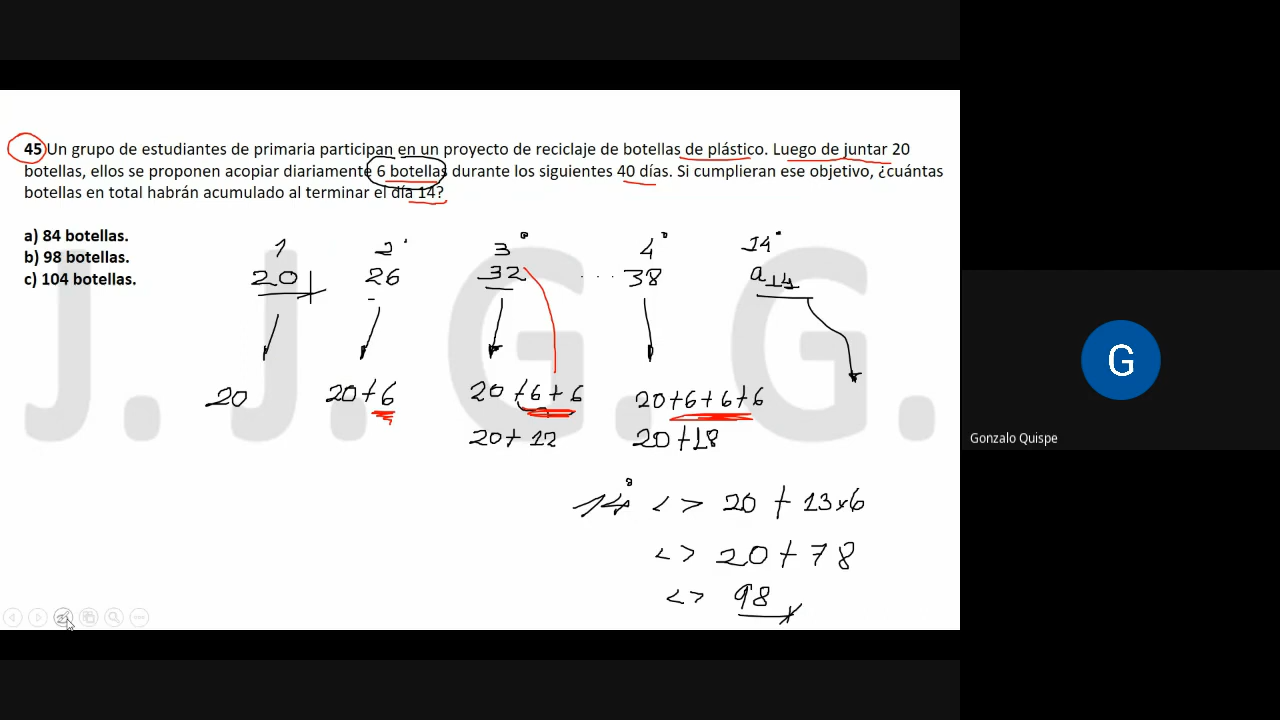 45 Un grupo de estudiantes de primaria participan en un proyecto de reciclaje de botellas de plástico. Luego de juntar 20
botellas, ellos se proponen acopiar diariamente 6 botellas durante los siguientes 40 días. Si cumplieran ese objetivo, ¿cuántas
botellas en total habrán acumulado al terminar el día 14?
a) 84 botellas.
b) 98 botellas.
c) 104 botellas.
J. J. G. G.
1 2° 3° 4° 14°
20 26 32 ... 38 a14
20 20+6 20+6+6 20+6+6+6
20+12 20+18
14° <> 20 + 13x6
<> 20+78
<> 98
G
Gonzalo Quispe